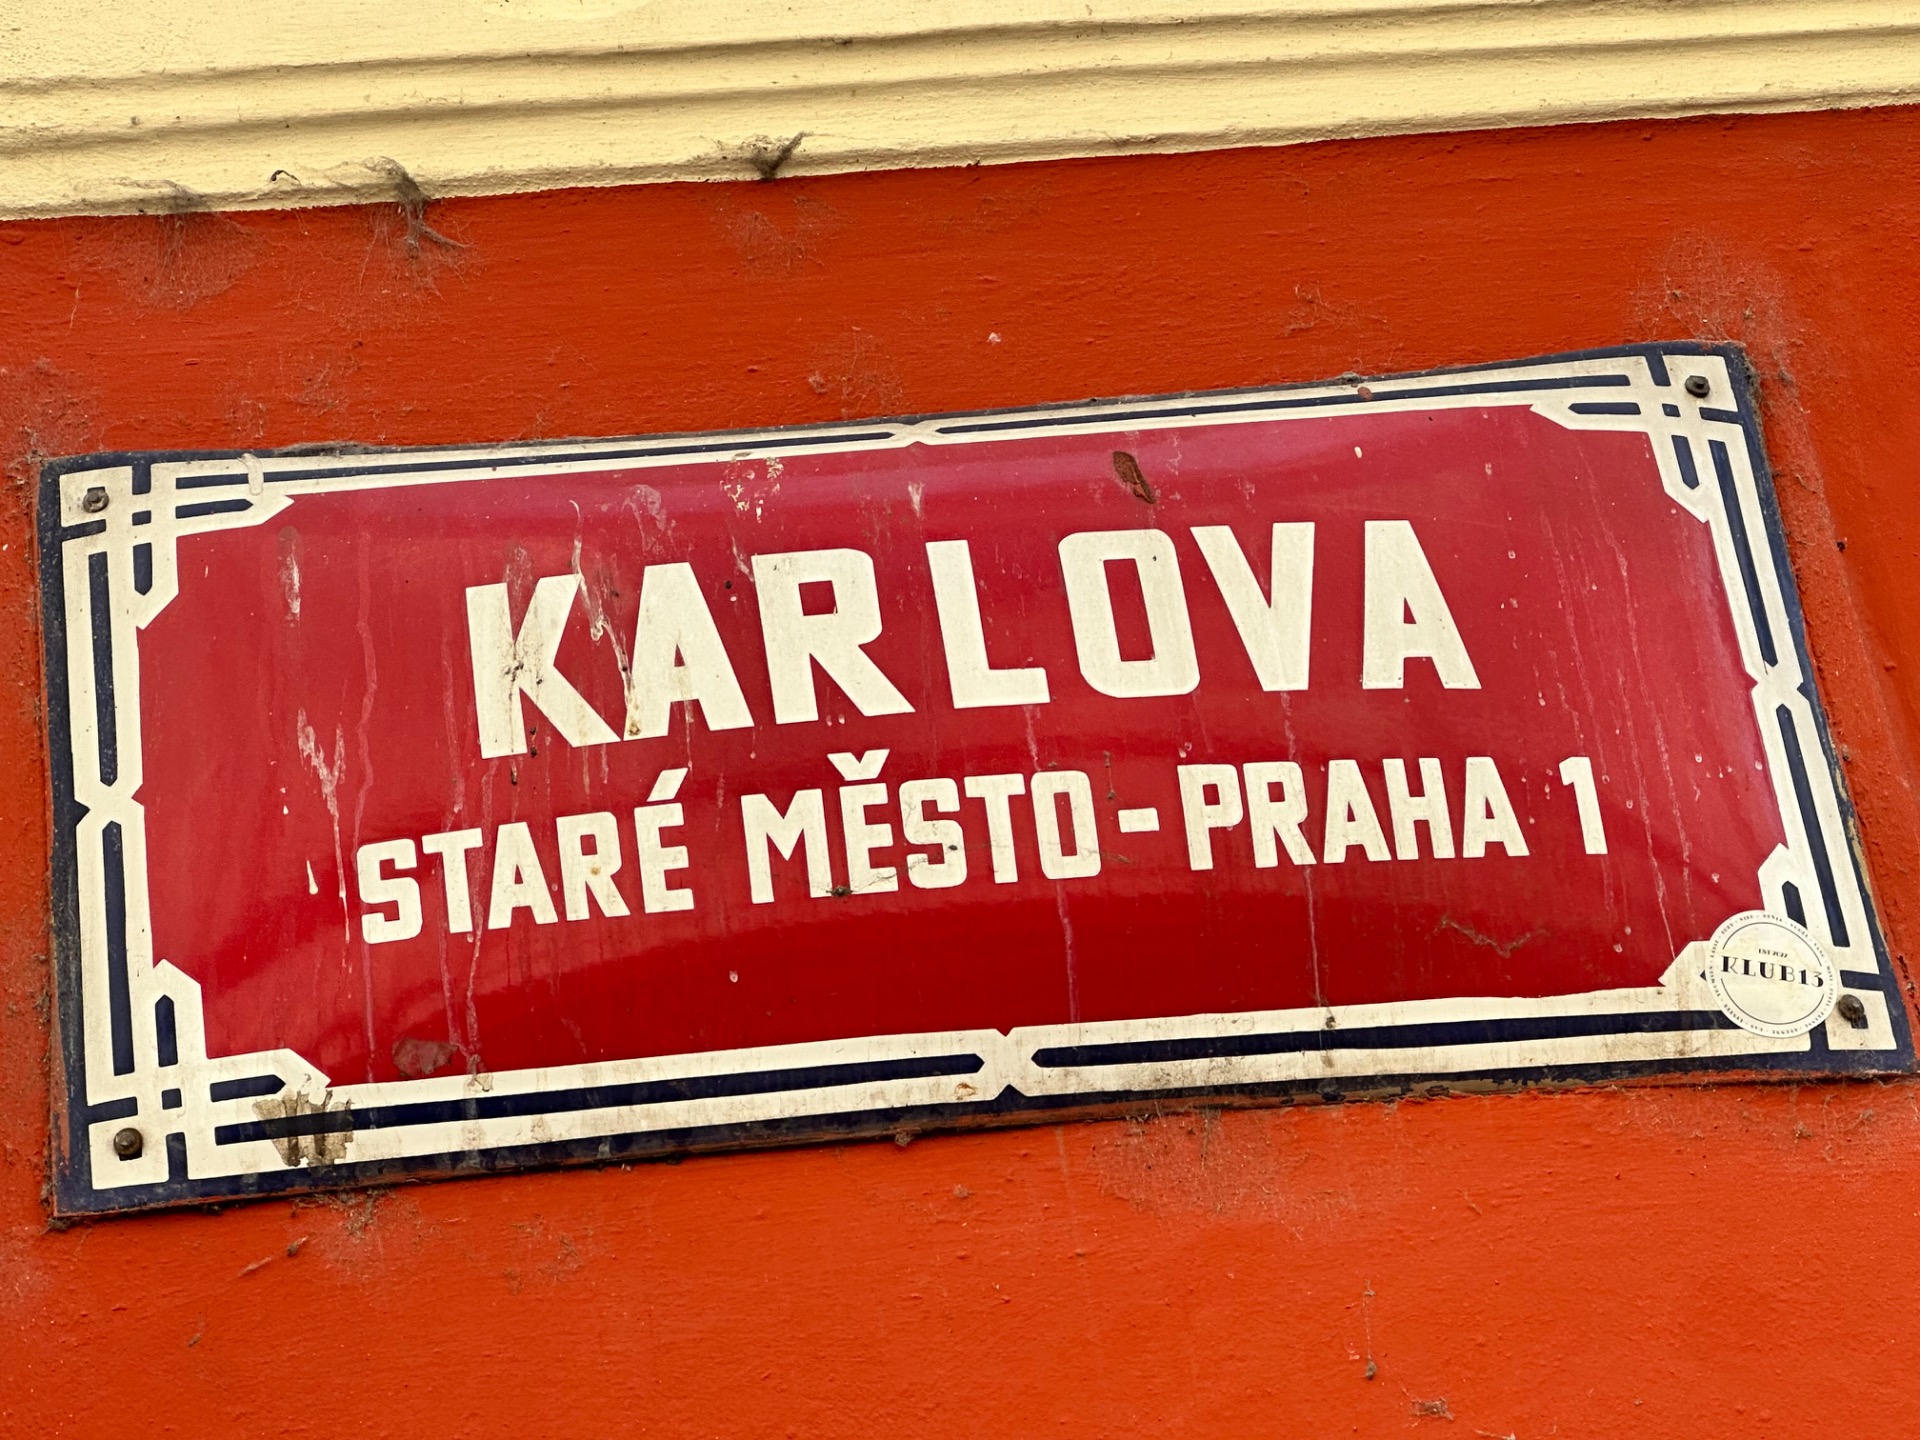 KARLOVA
STARÉ MĚSTO - PRAHA 1
KLUB13